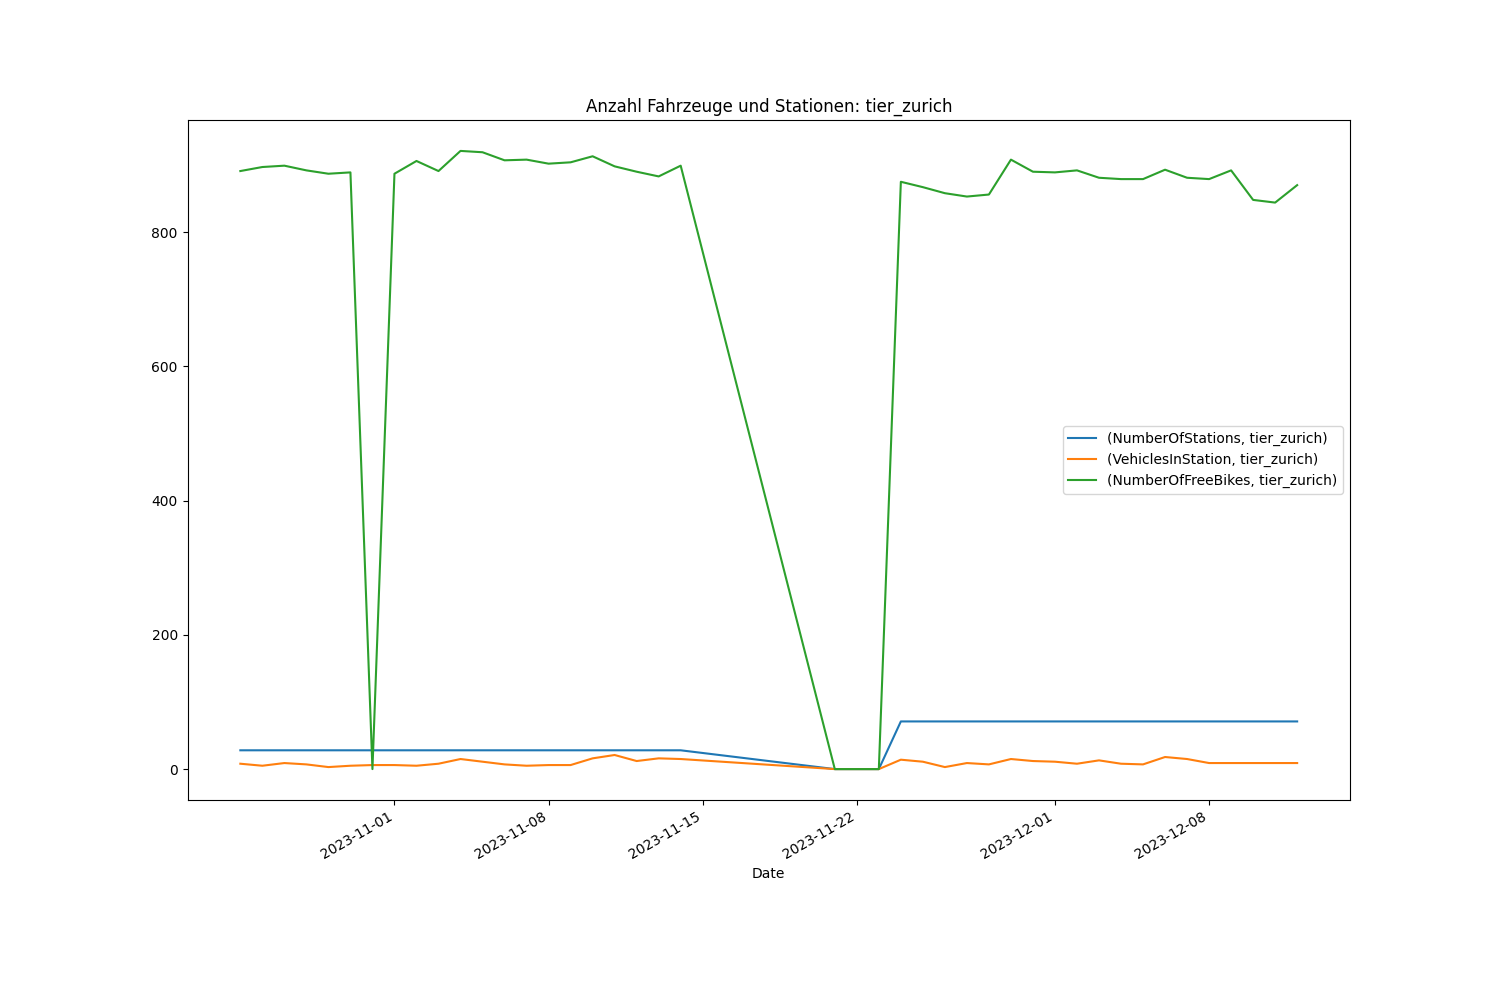 Anzahl Fahrzeuge und Stationen: tier_zurich
800
600
400
200
0
(NumberOfStations, tier_zurich)
(VehiclesInStation, tier_zurich)
(NumberOfFreeBikes, tier_zurich)
2023-11-01
2023-11-08
2023-11-15
2023-11-22
2023-12-01
2023-12-08
Date